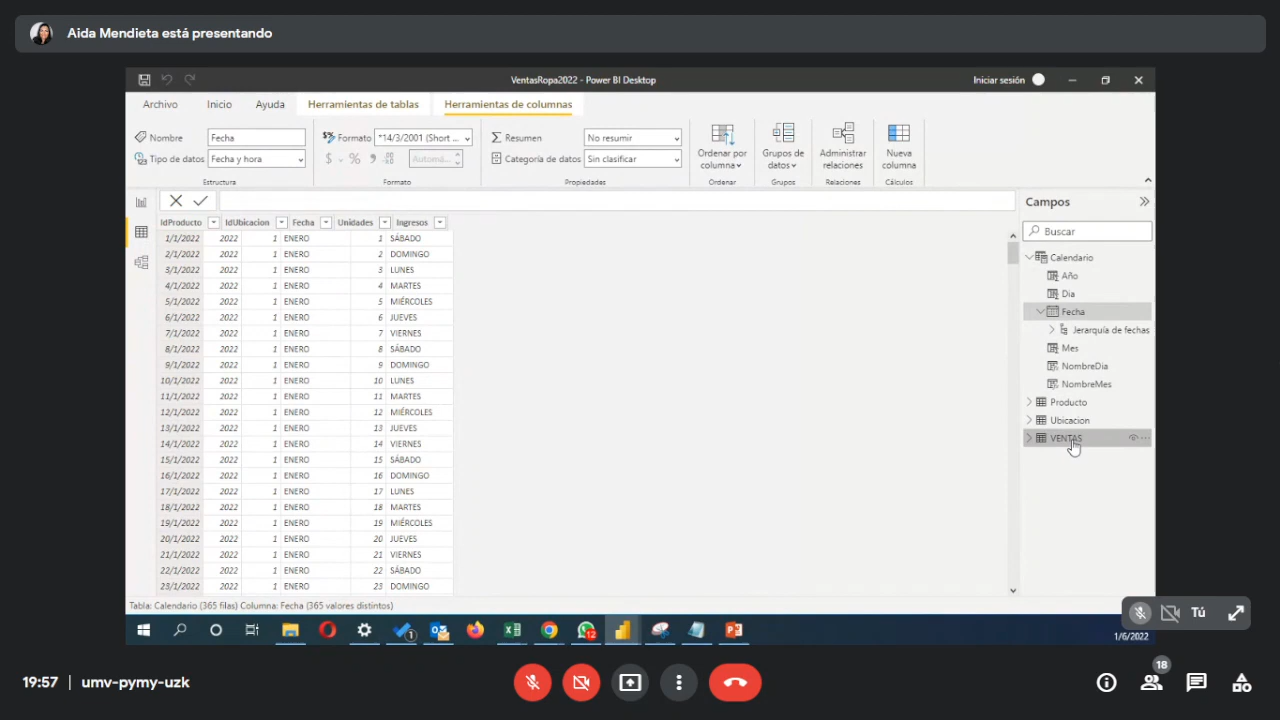 Aida Mendieta está presentando
VentasRopa2022 - Power BI Desktop
Iniciar sesión
Archivo Inicio Ayuda Herramientas de tablas Herramientas de columnas
Nombre Fecha
Formato *14/3/2001 (Short ...
Resumen No resumir
Tipo de datos Fecha y hora
$ % Automá...
Categoría de datos Sin clasificar
Ordenar por columna
Grupos de datos
Administrar relaciones
Nueva columna
Estructura Formato Propiedades Ordenar Grupos Relaciones Cálculos
IdProducto IdUbicacion Fecha Unidades Ingresos
1/1/2022 2022 1 ENERO 1 SÁBADO
2/1/2022 2022 1 ENERO 2 DOMINGO
3/1/2022 2022 1 ENERO 3 LUNES
4/1/2022 2022 1 ENERO 4 MARTES
5/1/2022 2022 1 ENERO 5 MIÉRCOLES
6/1/2022 2022 1 ENERO 6 JUEVES
7/1/2022 2022 1 ENERO 7 VIERNES
8/1/2022 2022 1 ENERO 8 SÁBADO
9/1/2022 2022 1 ENERO 9 DOMINGO
10/1/2022 2022 1 ENERO 10 LUNES
11/1/2022 2022 1 ENERO 11 MARTES
12/1/2022 2022 1 ENERO 12 MIÉRCOLES
13/1/2022 2022 1 ENERO 13 JUEVES
14/1/2022 2022 1 ENERO 14 VIERNES
15/1/2022 2022 1 ENERO 15 SÁBADO
16/1/2022 2022 1 ENERO 16 DOMINGO
17/1/2022 2022 1 ENERO 17 LUNES
18/1/2022 2022 1 ENERO 18 MARTES
19/1/2022 2022 1 ENERO 19 MIÉRCOLES
20/1/2022 2022 1 ENERO 20 JUEVES
21/1/2022 2022 1 ENERO 21 VIERNES
22/1/2022 2022 1 ENERO 22 SÁBADO
23/1/2022 2022 1 ENERO 23 DOMINGO
Campos
Buscar
Calendario
Año
Dia
Fecha
Jerarquía de fechas
Mes
NombreDia
NombreMes
Producto
Ubicacion
VENTAS
Tabla: Calendario (365 filas) Columna: Fecha (365 valores distintos)
Tú
1
12
1/6/2022
19:57 | umv-pymy-uzk
18